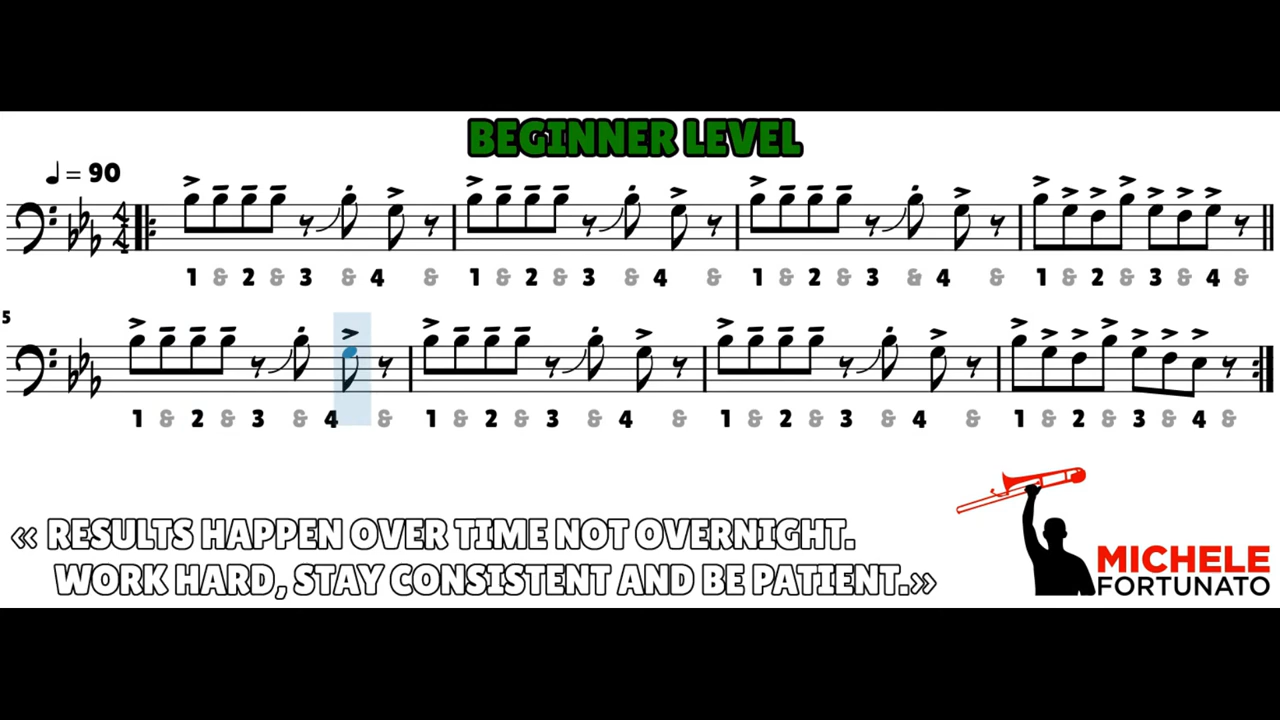 BEGINNER LEVEL
♩ = 90
4
4
1 & 2 & 3 & 4 & 1 & 2 & 3 & 4 & 1 & 2 & 3 & 4 & 1 & 2 & 3 & 4 &
5
1 & 2 & 3 & 4 & 1 & 2 & 3 & 4 & 1 & 2 & 3 & 4 & 1 & 2 & 3 & 4 &
« RESULTS HAPPEN OVER TIME NOT OVERNIGHT.
WORK HARD, STAY CONSISTENT AND BE PATIENT.»
MICHELE
FORTUNATO